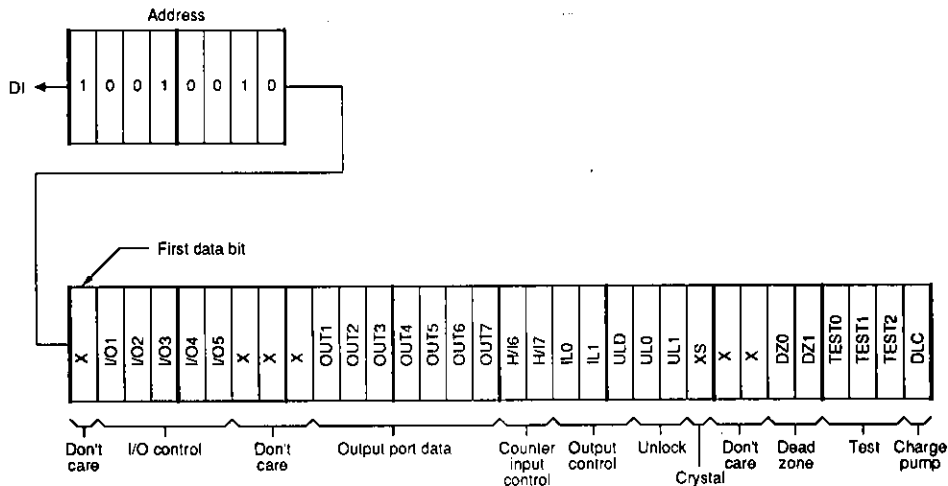 Address
DI
1 0 0 1 0 0 1 0
First data bit
X I/O1 I/O2 I/O3 I/O4 I/O5 X X X OUT1 OUT2 OUT3 OUT4 OUT5 OUT6 OUT7 H/I6 H/I7 IL0 IL1 ULD UL0 UL1 XS X X DZ0 DZ1 TEST0 TEST1 TEST2 DLC
Don't care
I/O control
Don't care
Output port data
Counter input control
Output control
Unlock
Crystal
Don't care
Dead zone
Test
Charge pump